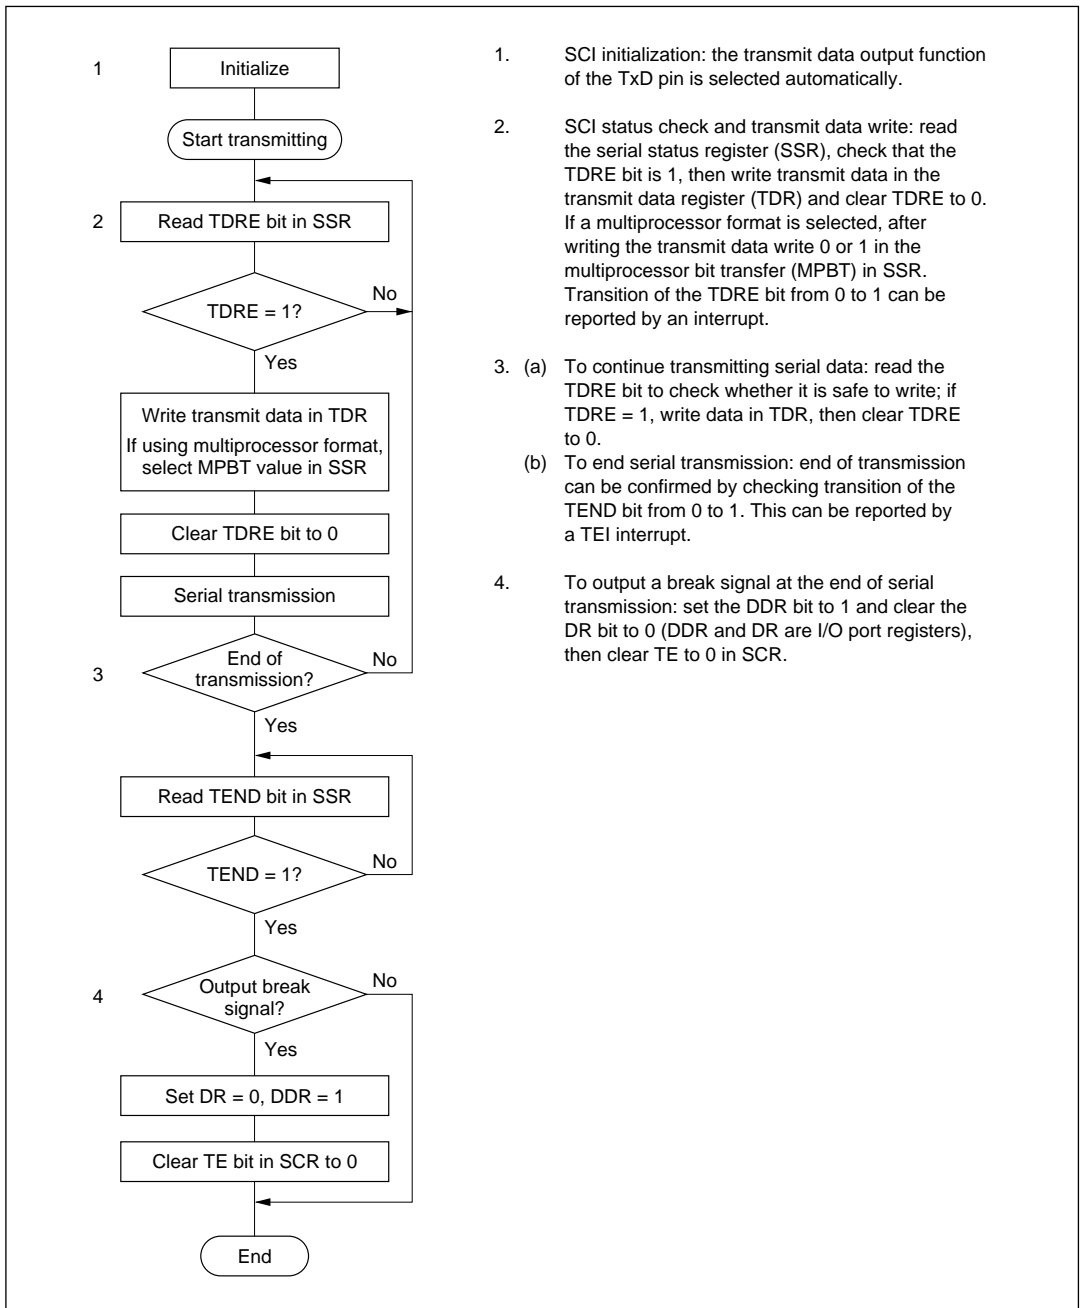 1
Initialize
Start transmitting
2
Read TDRE bit in SSR
TDRE = 1?
No
Yes
Write transmit data in TDR
If using multiprocessor format,
select MPBT value in SSR
Clear TDRE bit to 0
Serial transmission
3
End of
transmission?
No
Yes
Read TEND bit in SSR
TEND = 1?
No
Yes
4
Output break
signal?
No
Yes
Set DR = 0, DDR = 1
Clear TE bit in SCR to 0
End
1. SCI initialization: the transmit data output function
of the TxD pin is selected automatically.
2. SCI status check and transmit data write: read
the serial status register (SSR), check that the
TDRE bit is 1, then write transmit data in the
transmit data register (TDR) and clear TDRE to 0.
If a multiprocessor format is selected, after
writing the transmit data write 0 or 1 in the
multiprocessor bit transfer (MPBT) in SSR.
Transition of the TDRE bit from 0 to 1 can be
reported by an interrupt.
3. (a) To continue transmitting serial data: read the
TDRE bit to check whether it is safe to write; if
TDRE = 1, write data in TDR, then clear TDRE
to 0.
(b) To end serial transmission: end of transmission
can be confirmed by checking transition of the
TEND bit from 0 to 1. This can be reported by
a TEI interrupt.
4. To output a break signal at the end of serial
transmission: set the DDR bit to 1 and clear the
DR bit to 0 (DDR and DR are I/O port registers),
then clear TE to 0 in SCR.